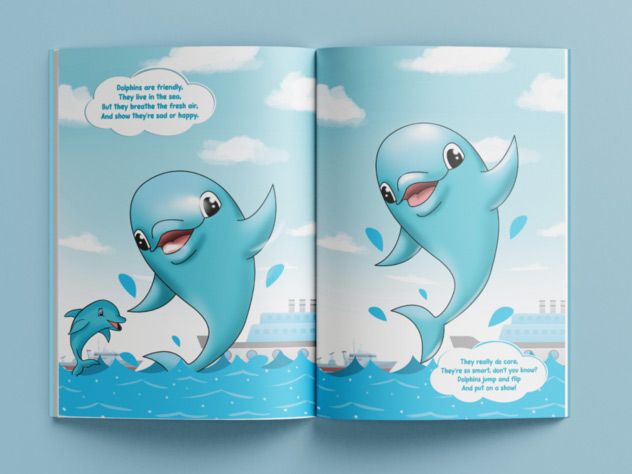 Dolphins are friendly,
They live in the sea,
But they breathe the fresh air,
And show they're sad or happy.
They really do care,
They're so smart, don't you know?
Dolphins jump and flip
And put on a show!